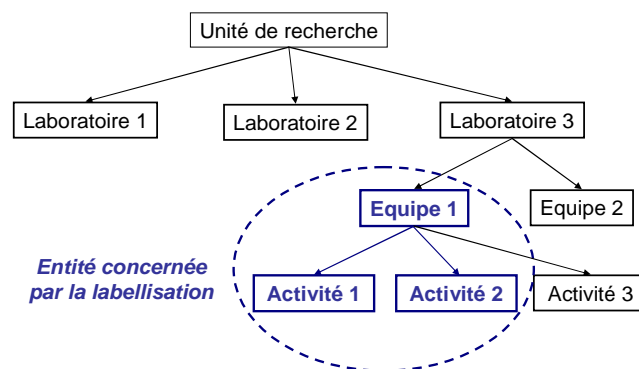 Unité de recherche
Laboratoire 1
Laboratoire 2
Laboratoire 3
Equipe 1
Equipe 2
Entité concernée
par la labellisation
Activité 1
Activité 2
Activité 3